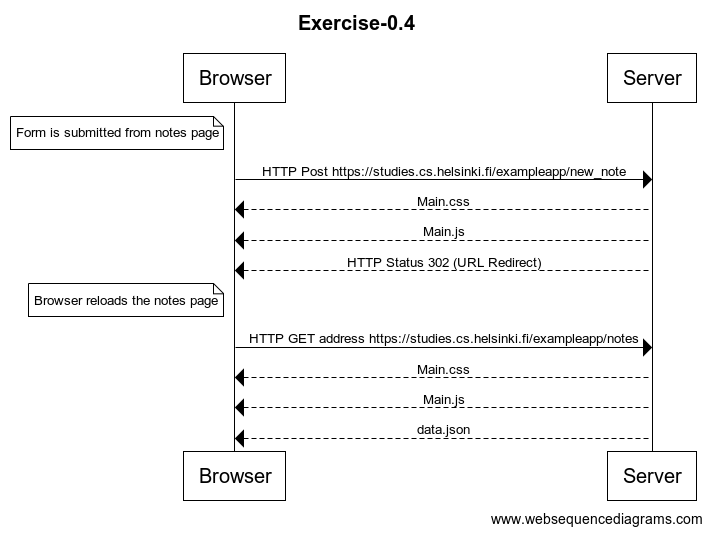 Exercise-0.4
Browser
Server
Form is submitted from notes page
HTTP Post https://studies.cs.helsinki.fi/exampleapp/new_note
Main.css
Main.js
HTTP Status 302 (URL Redirect)
Browser reloads the notes page
HTTP GET address https://studies.cs.helsinki.fi/exampleapp/notes
Main.css
Main.js
data.json
Browser
Server
www.websequencediagrams.com